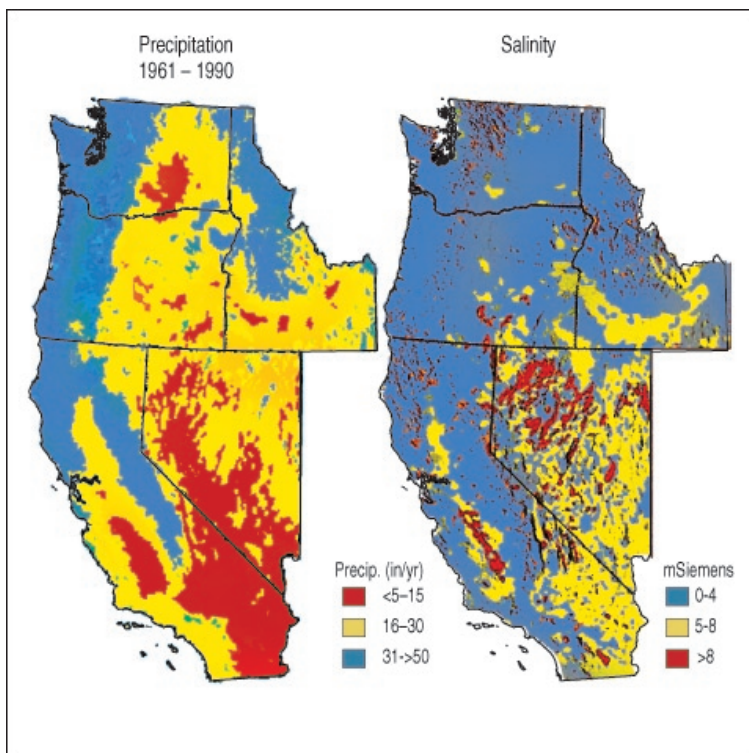 Precipitation
1961 – 1990
Salinity
Precip. (in/yr)
<5–15
16–30
31->50
mSiemens
0-4
5-8
>8